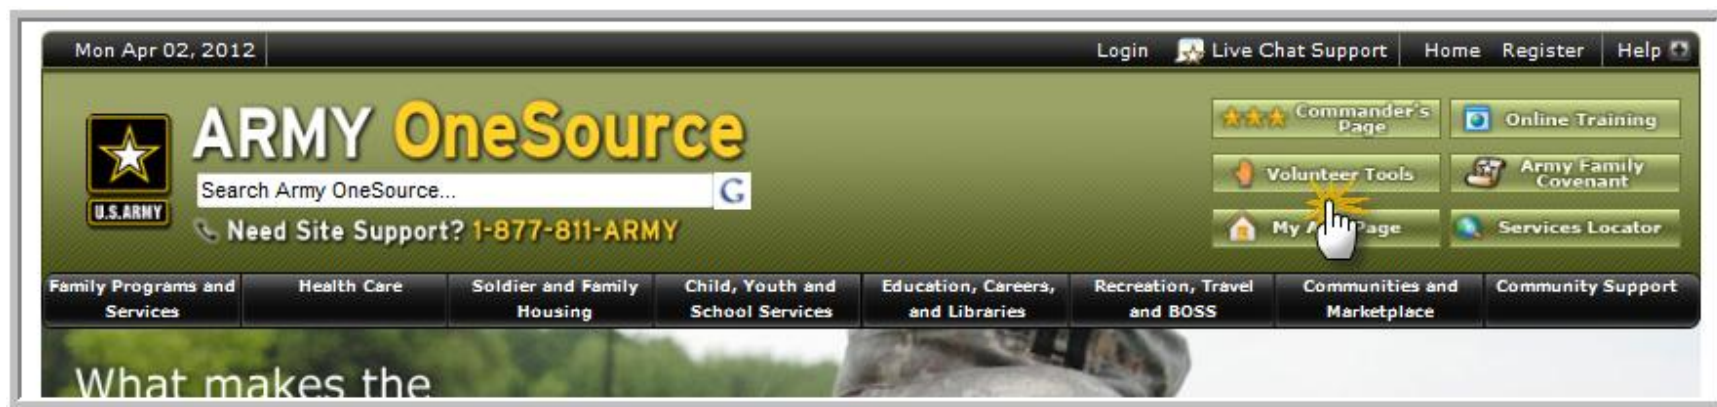 Mon Apr 02, 2012
Login Live Chat Support Home Register Help
ARMY OneSource
U.S.ARMY
Search Army OneSource... G
Need Site Support? 1-877-811-ARMY
Commander's
Page
Online Training
Volunteer Tools
Army Family
Covenant
My Page
Services Locator
Family Programs and
Services
Health Care
Soldier and Family
Housing
Child, Youth and
School Services
Education, Careers,
and Libraries
Recreation, Travel
and BOSS
Communities and
Marketplace
Community Support
What makes the